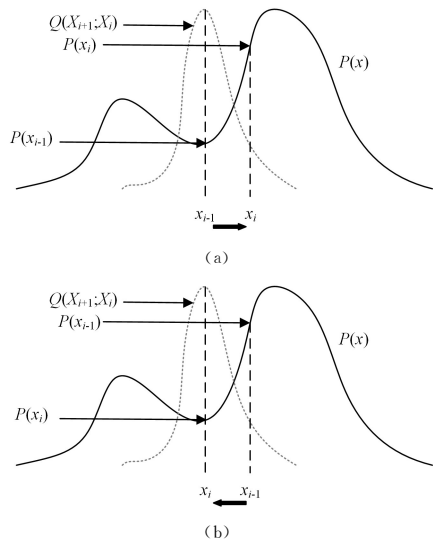 Q(Xi+1;Xi)
P(xi)
P(x)
P(xi-1)
xi-1 xi
(a)
Q(Xi+1;Xi)
P(xi-1)
P(x)
P(xi)
xi xi-1
(b)